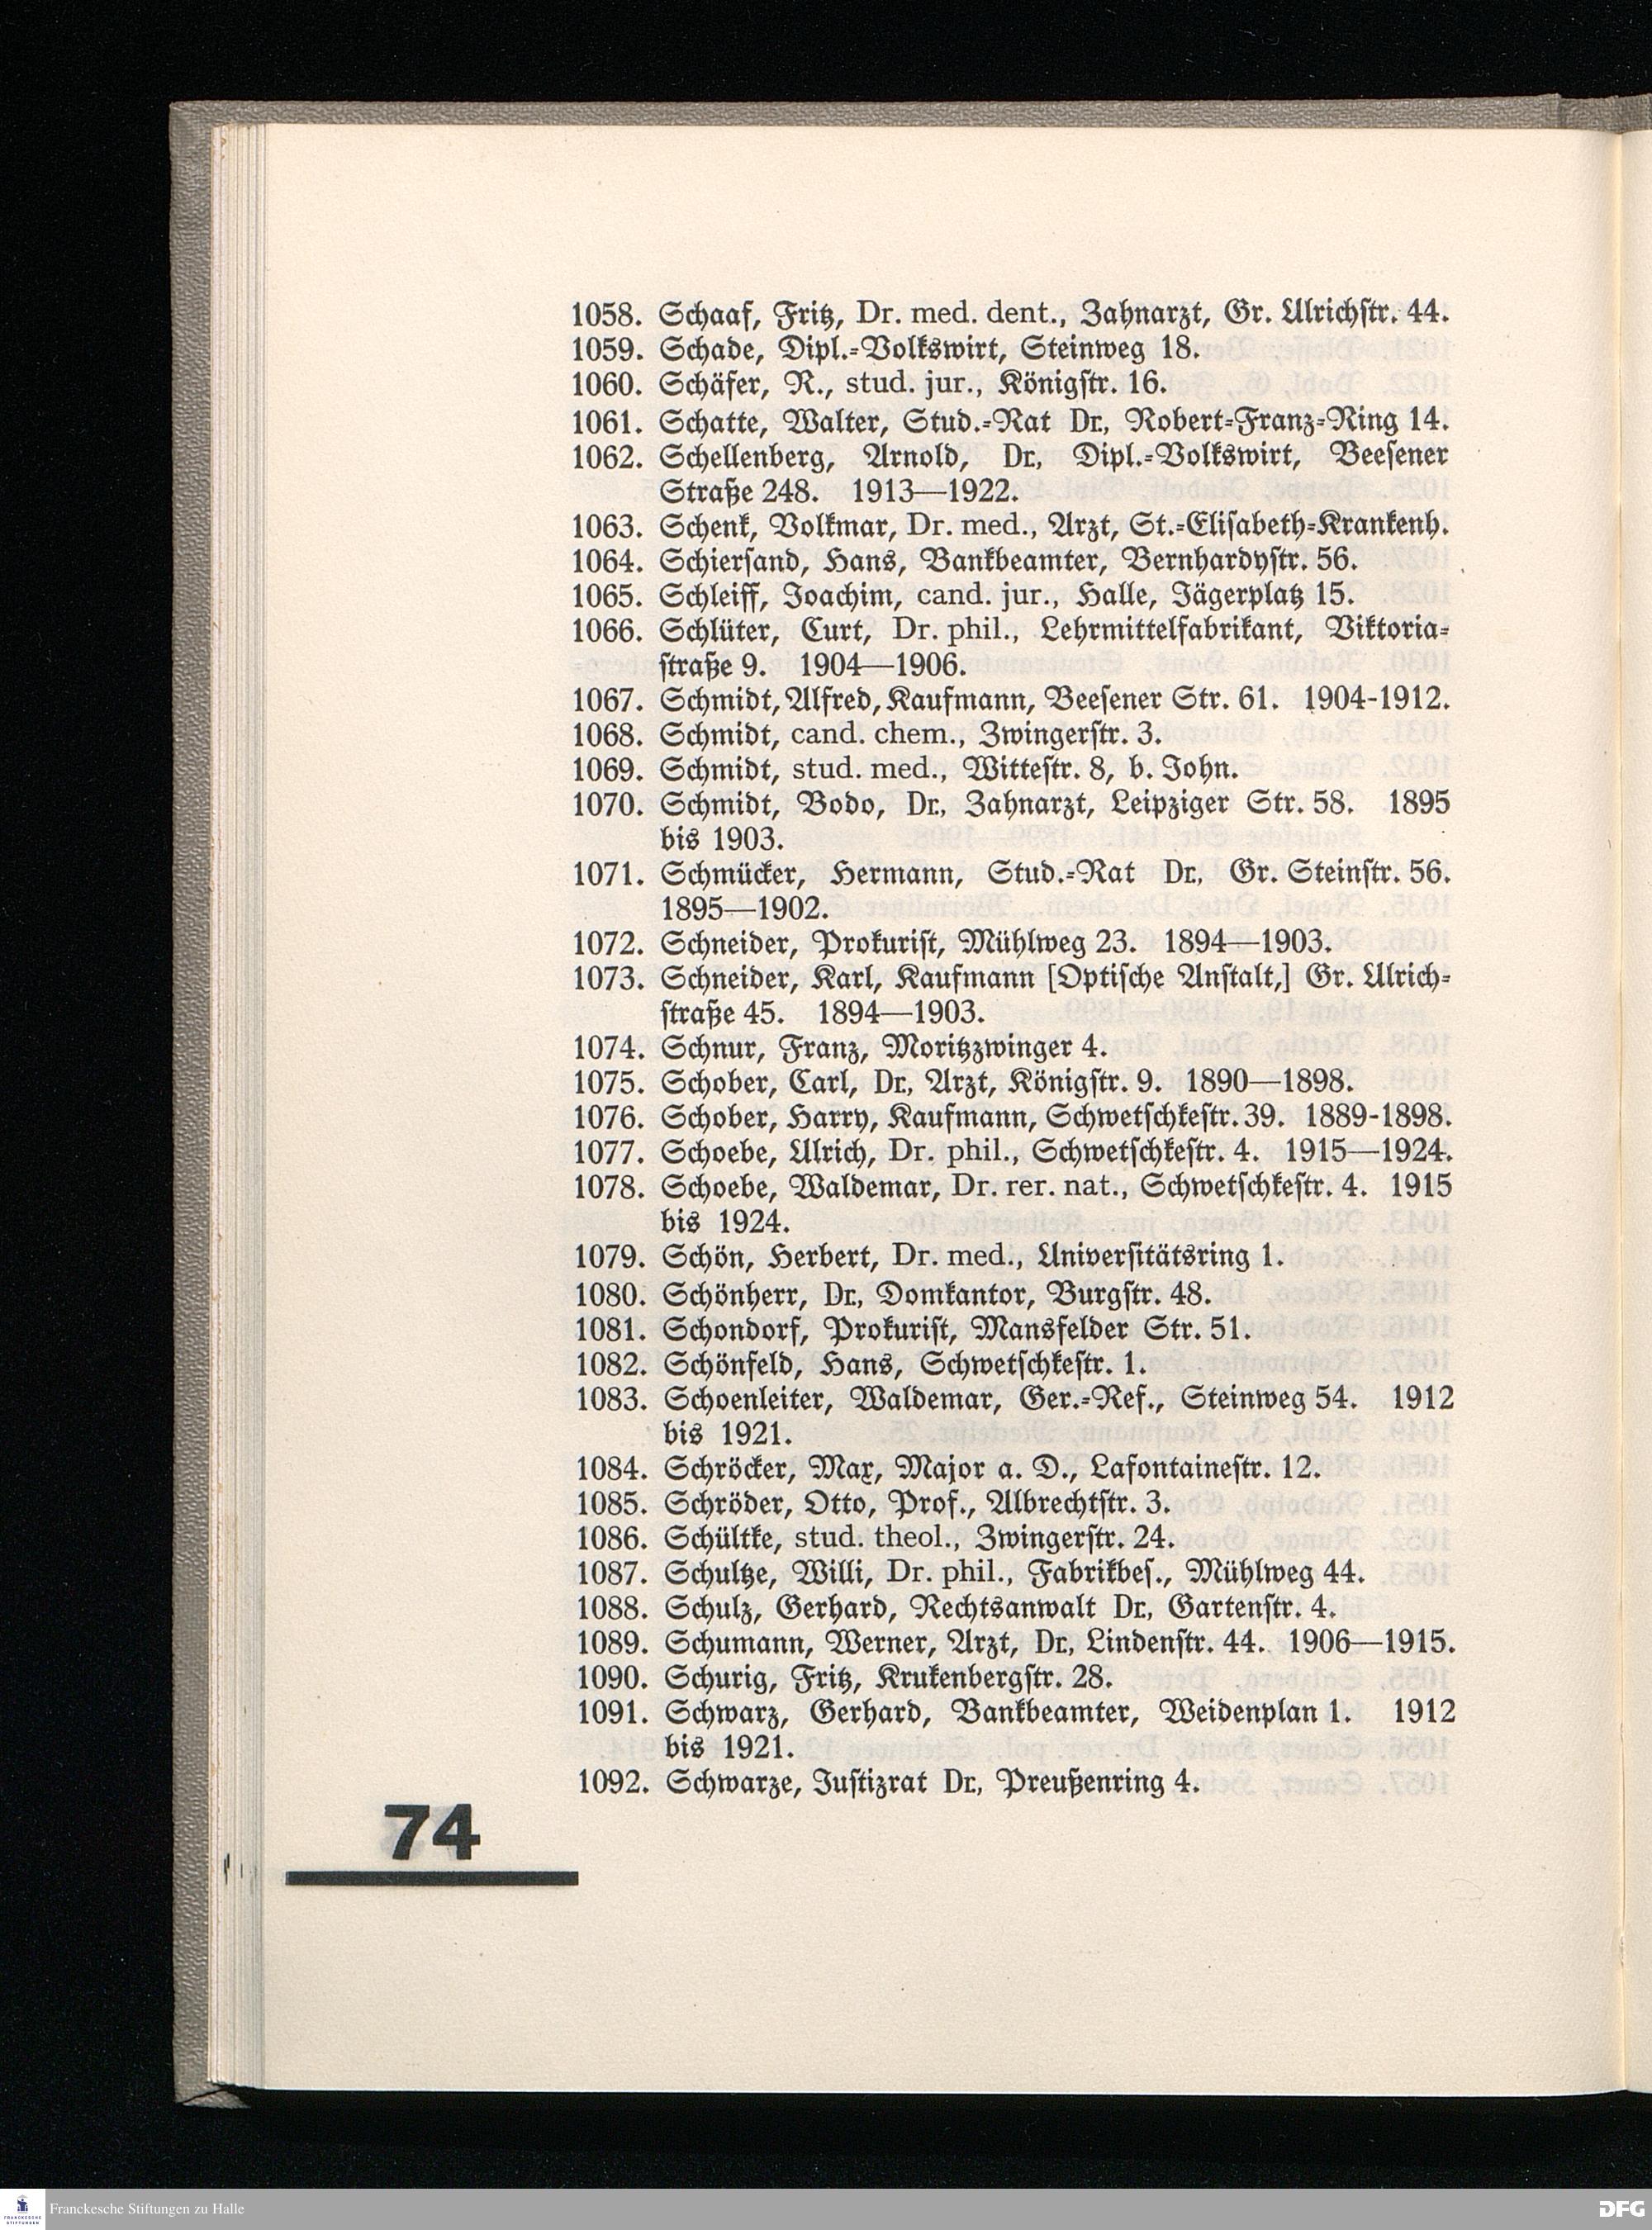 1058. Schaaf, Fritz, Dr. med. dent., Zahnarzt, Gr. Ulrichstr. 44.
1059. Schade, Dipl.-Volkswirt, Steinweg 18.
1060. Schäfer, R., stud. jur., Königstr. 16.
1061. Schatte, Walter, Stud.-Rat Dr., Robert-Franz-Ring 14.
1062. Schellenberg, Arnold, Dr., Dipl.-Volkswirt, Beesener
Straße 248. 1913—1922.
1063. Schenk, Volkmar, Dr. med., Arzt, St.-Elisabeth-Krankenh.
1064. Schiersand, Hans, Bankbeamter, Bernhardystr. 56.
1065. Schleiff, Joachim, cand. jur., Halle, Jägerplatz 15.
1066. Schlüter, Curt, Dr. phil., Lehrmittelfabrikant, Viktoria-
straße 9. 1904—1906.
1067. Schmidt, Alfred, Kaufmann, Beesener Str. 61. 1904-1912.
1068. Schmidt, cand. chem., Zwingerstr. 3.
1069. Schmidt, stud. med., Wittestr. 8, b. John.
1070. Schmidt, Bodo, Dr., Zahnarzt, Leipziger Str. 58. 1895
bis 1903.
1071. Schmücker, Hermann, Stud.-Rat Dr., Gr. Steinstr. 56.
1895—1902.
1072. Schneider, Prokurist, Mühlweg 23. 1894—1903.
1073. Schneider, Karl, Kaufmann [Optische Anstalt,] Gr. Ulrich-
straße 45. 1894—1903.
1074. Schnur, Franz, Moritzzwinger 4.
1075. Schober, Carl, Dr., Arzt, Königstr. 9. 1890—1898.
1076. Schober, Harry, Kaufmann, Schwetschkestr. 39. 1889-1898.
1077. Schoebe, Ulrich, Dr. phil., Schwetschkestr. 4. 1915—1924.
1078. Schoebe, Waldemar, Dr. rer. nat., Schwetschkestr. 4. 1915
bis 1924.
1079. Schön, Herbert, Dr. med., Universitätsring 1.
1080. Schönherr, Dr., Domkantor, Burgstr. 48.
1081. Schondorf, Prokurist, Mansfelder Str. 51.
1082. Schönfeld, Hans, Schwetschkestr. 1.
1083. Schoenleiter, Waldemar, Ger.-Ref., Steinweg 54. 1912
bis 1921.
1084. Schröcker, Max, Major a. D., Lafontainestr. 12.
1085. Schröder, Otto, Prof., Albrechtstr. 3.
1086. Schültke, stud. theol., Zwingerstr. 24.
1087. Schultze, Willi, Dr. phil., Fabrikbes., Mühlweg 44.
1088. Schulz, Gerhard, Rechtsanwalt Dr., Gartenstr. 4.
1089. Schumann, Werner, Arzt, Dr., Lindenstr. 44. 1906—1915.
1090. Schurig, Fritz, Krukenbergstr. 28.
1091. Schwarz, Gerhard, Bankbeamter, Weidenplan 1. 1912
bis 1921.
1092. Schwarze, Justizrat Dr., Preußenring 4.
74
FRANCKESCHE
STIFTUNGEN
Franckesche Stiftungen zu Halle
DFG